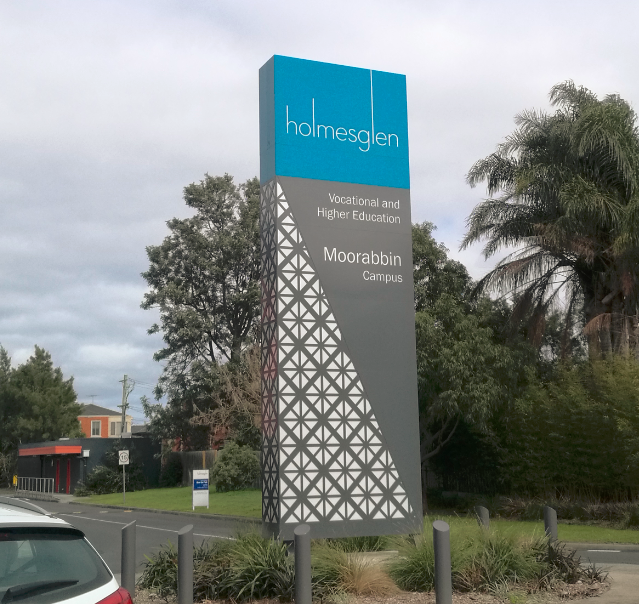 holmesglen
Vocational and
Higher Education
Moorabbin
Campus